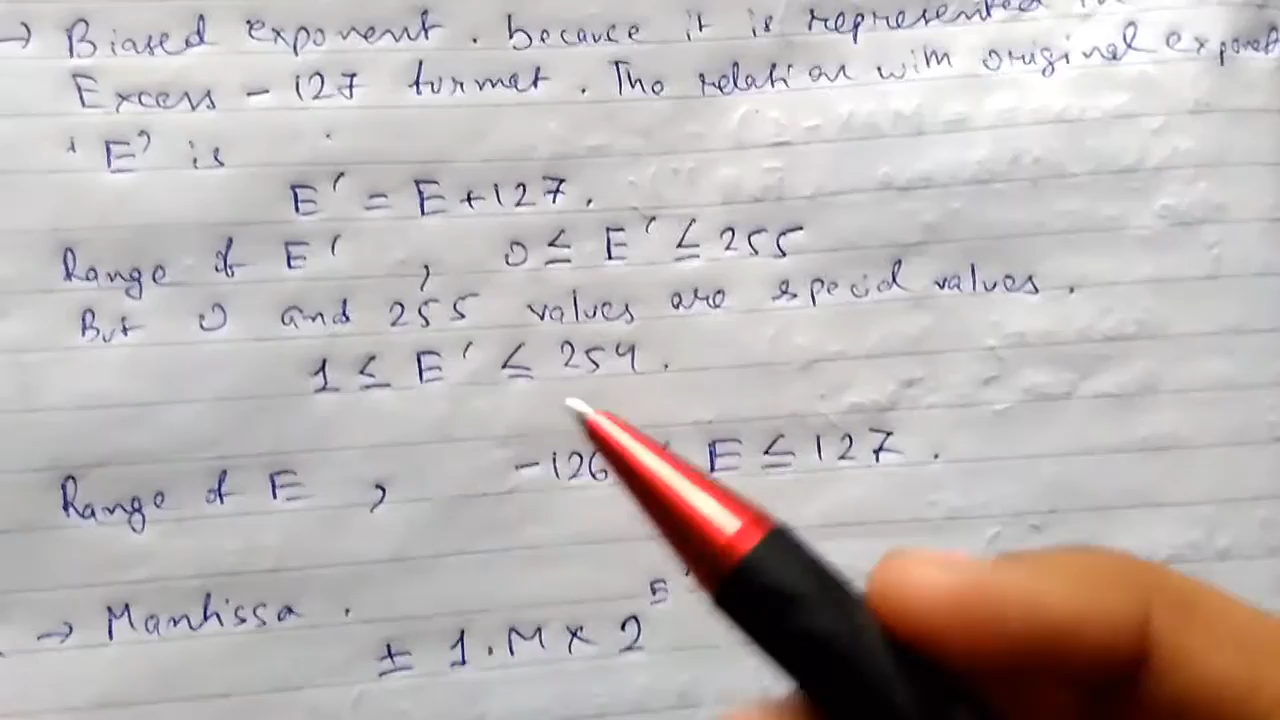 → Biased exponent. because it is represented
Excess - 127 format. The relation with original exponent
'E' is
E' = E + 127.
Range of E', 0 ≤ E' ≤ 255
But 0 and 255 values are special values.
1 ≤ E' ≤ 254.
Range of E, -126 E ≤ 127.
→ Mantissa.
± 1.M × 2^E